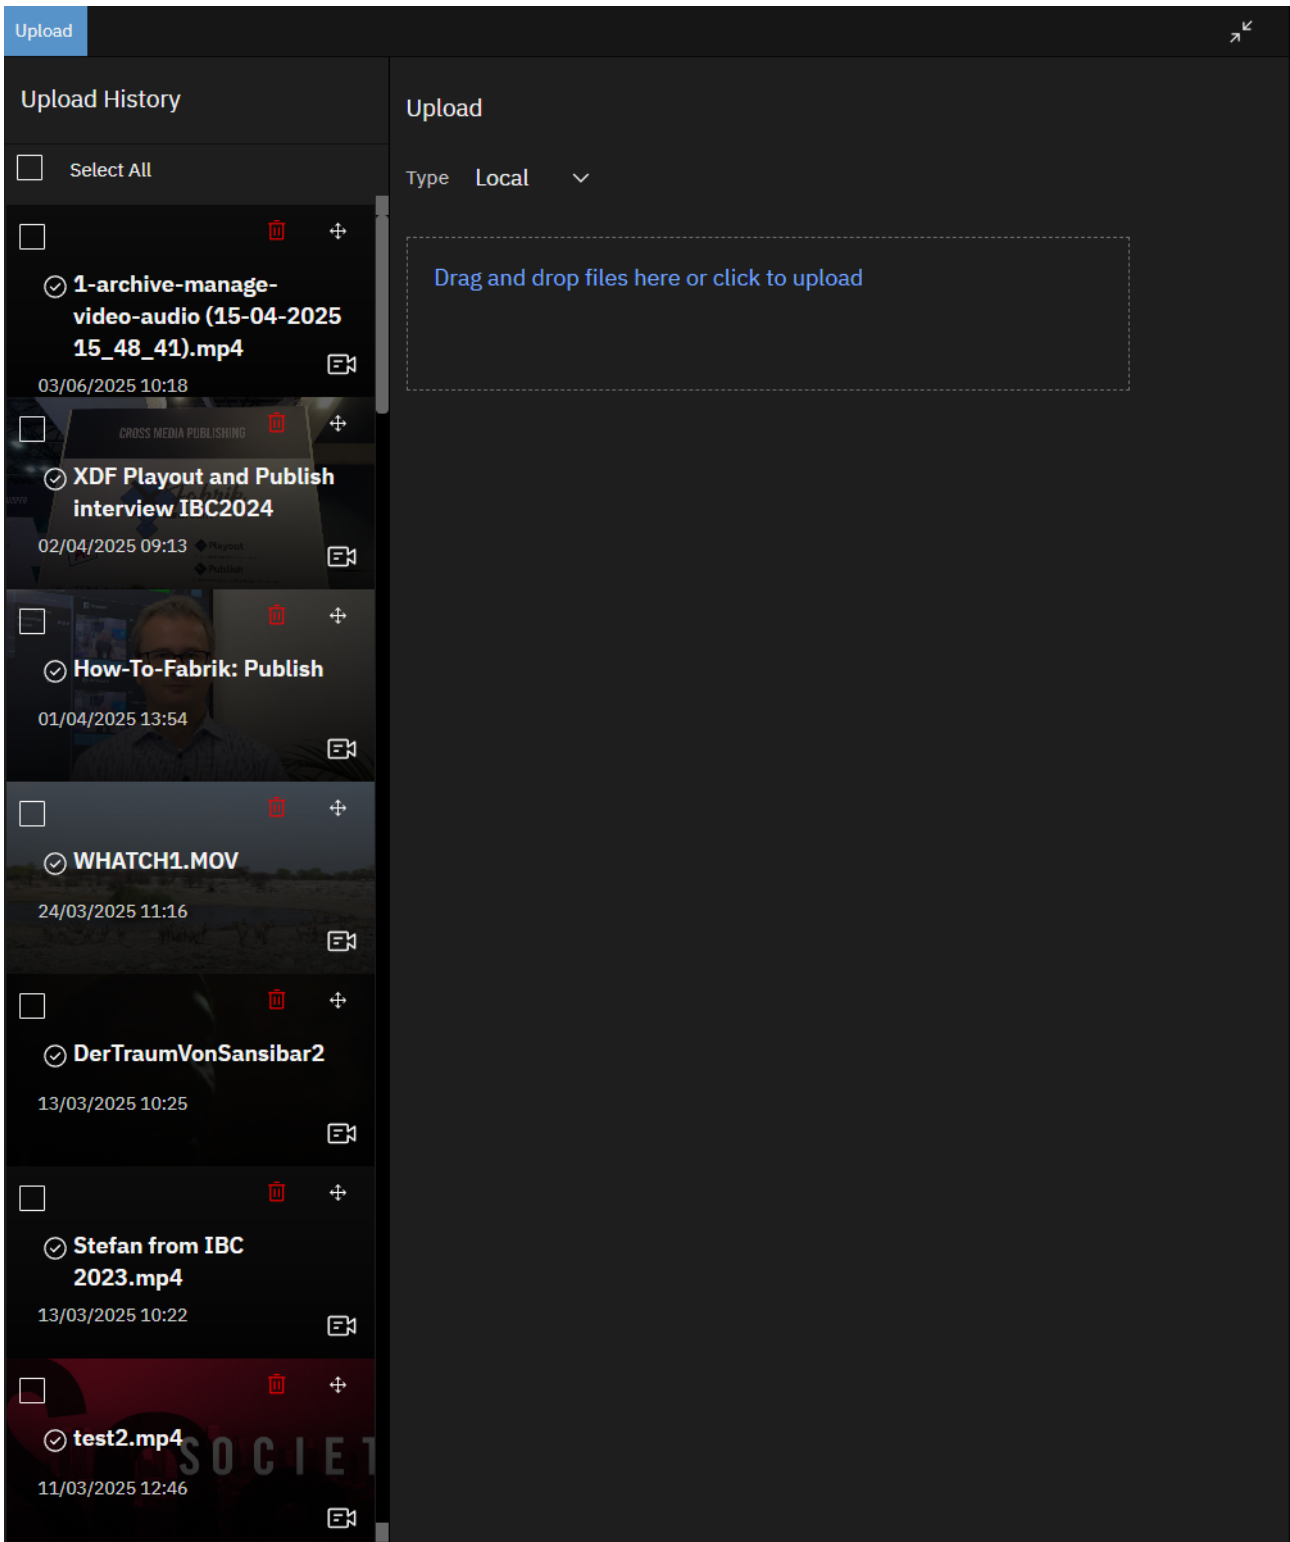 Upload
Upload History
Select All
1-archive-manage-
video-audio (15-04-2025
15_48_41).mp4
03/06/2025 10:18
CROSS MEDIA PUBLISHING
XDF Playout and Publish
interview IBC2024
02/04/2025 09:13
Playout
Publish
How-To-Fabrik: Publish
01/04/2025 13:54
WHATCH1.MOV
24/03/2025 11:16
DerTraumVonSansibar2
13/03/2025 10:25
Stefan from IBC
2023.mp4
13/03/2025 10:22
test2.mp4
SOCIET
11/03/2025 12:46
Upload
Type Local
Drag and drop files here or click to upload